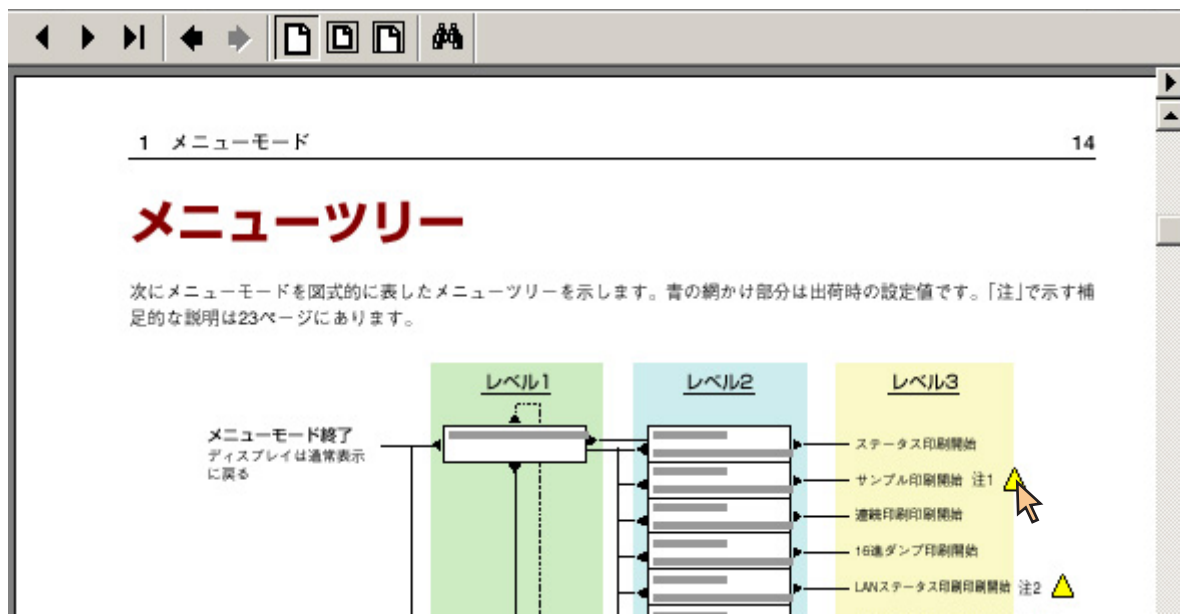 1 メニューモード 14
メニューツリー
次にメニューモードを図式的に表したメニューツリーを示します。青の網かけ部分は出荷時の設定値です。「注」で示す補
足的な説明は23ページにあります。
レベル1 レベル2 レベル3
メニューモード終了
ディスプレイは通常表示
に戻る
ステータス印刷開始
サンプル印刷開始 注1
連続印刷印刷開始
16進ダンプ印刷開始
LANステータス印刷印刷開始 注2